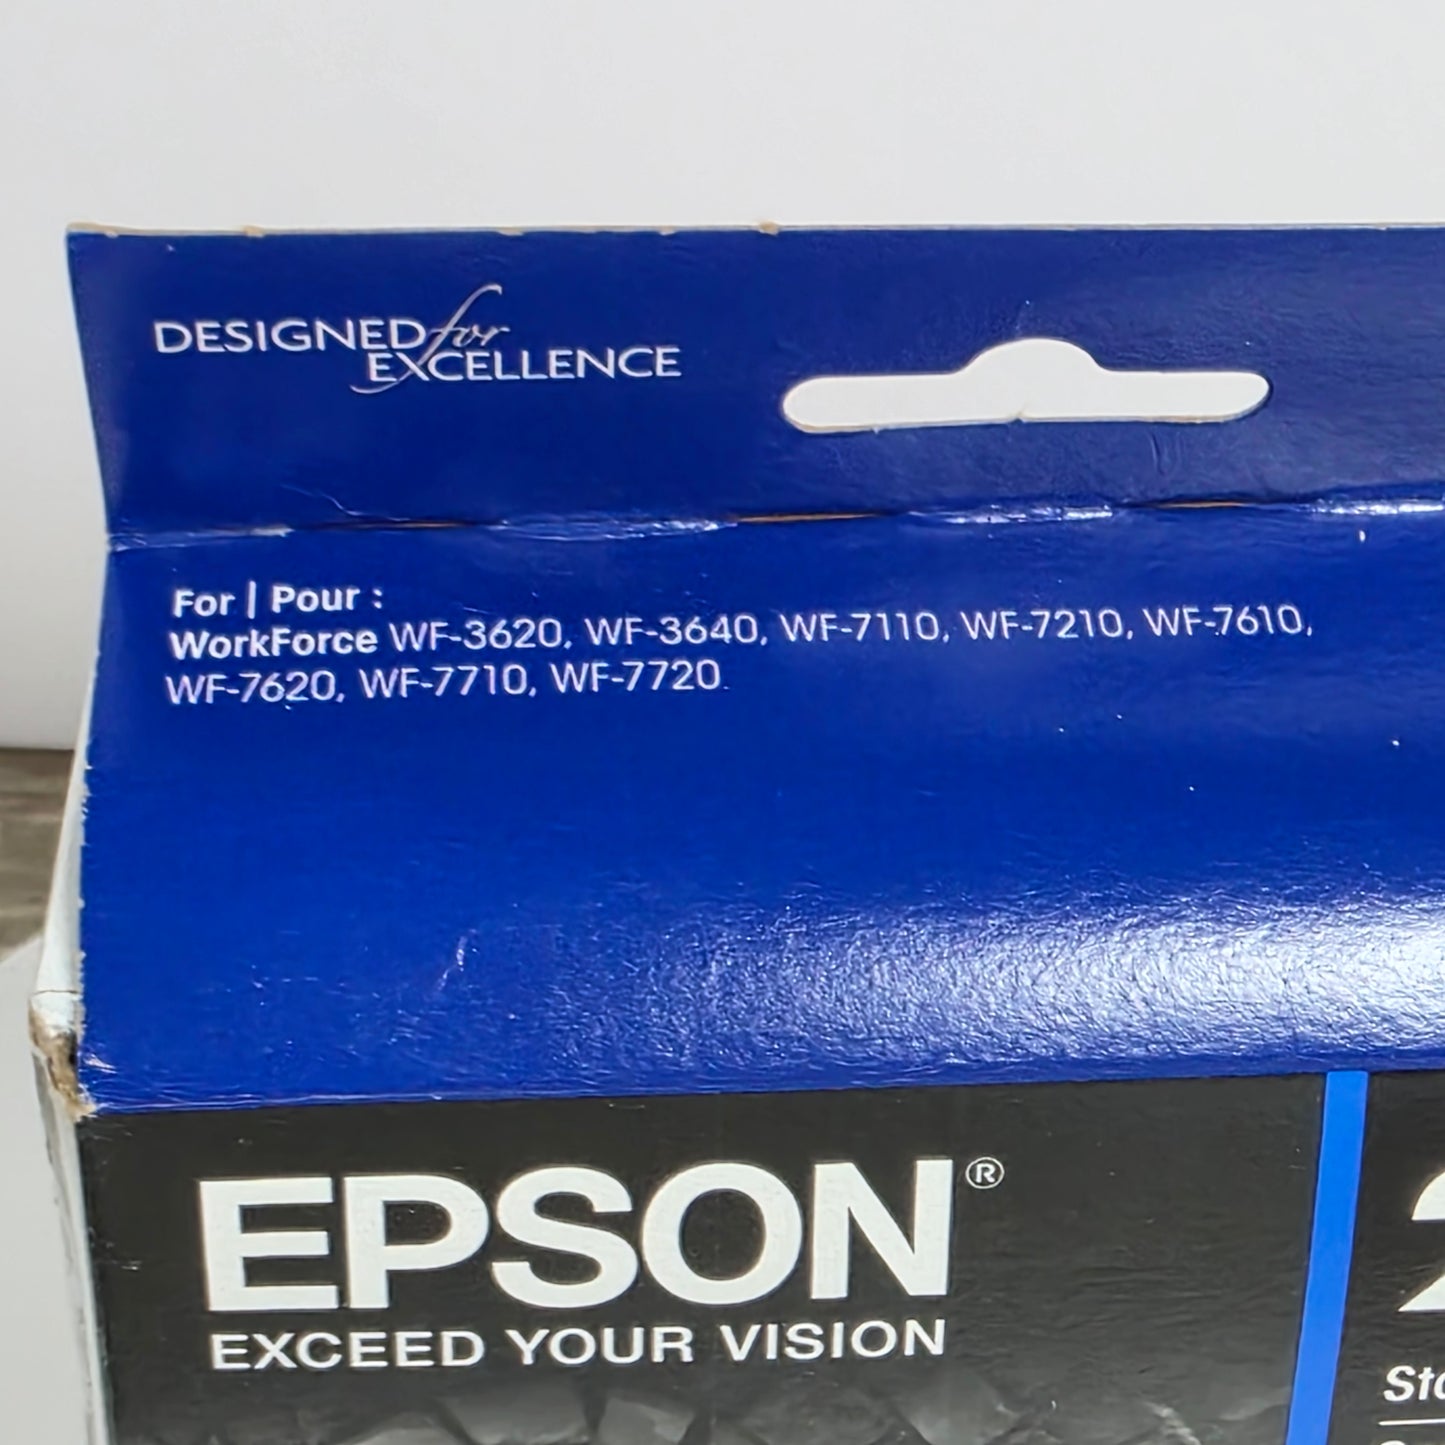 DESIGNED for
EXCELLENCE
For | Pour :
WorkForce WF-3620, WF-3640, WF-7110, WF-7210, WF-7610,
WF-7620, WF-7710, WF-7720.
EPSON®
EXCEED YOUR VISION